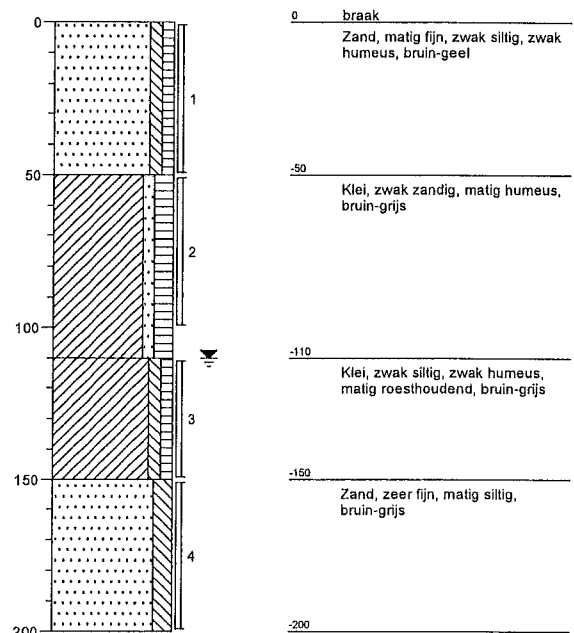 0
0 braak
Zand, matig fijn, zwak siltig, zwak
humeus, bruin-geel
1
50
-50
Klei, zwak zandig, matig humeus,
bruin-grijs
2
100
-110
Klei, zwak siltig, zwak humeus,
matig roesthoudend, bruin-grijs
3
150
-150
Zand, zeer fijn, matig siltig,
bruin-grijs
4
200
-200